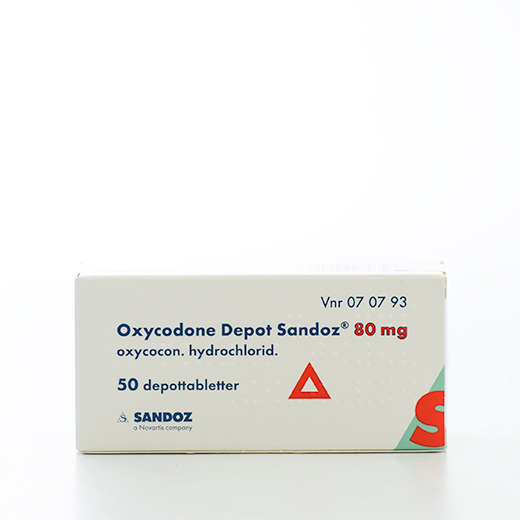 Vnr 07 07 93
Oxycodone Depot Sandoz® 80 mg
oxycocon. hydrochlorid.
50 depottabletter
S SANDOZ
a Novartis company
S